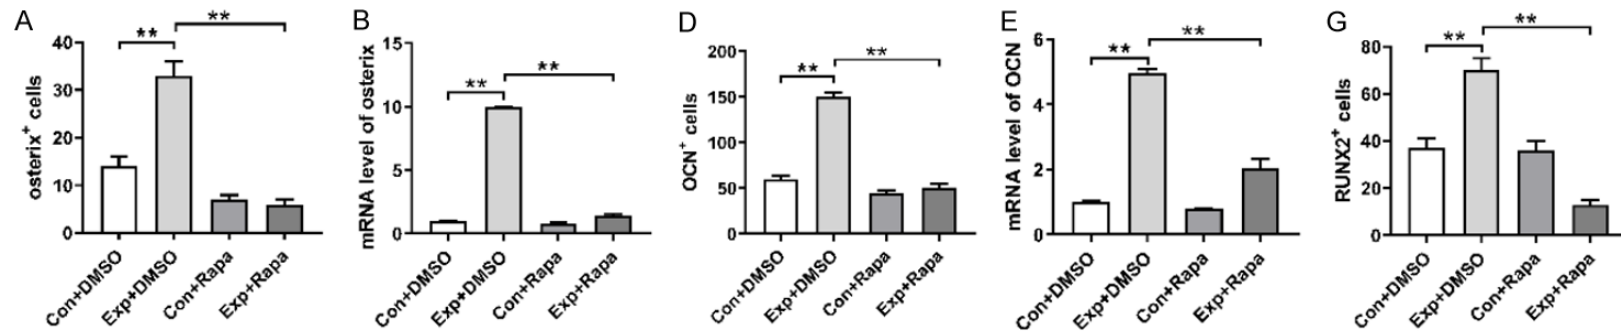 A
osterix+ cells
40
30
20
10
0
**
**
Con+DMSO
Exp+DMSO
Con+Rapa
Exp+Rapa
B
mRNA level of osterix
15
10
5
0
**
**
Con+DMSO
Exp+DMSO
Con+Rapa
Exp+Rapa
D
OCN+ cells
200
150
100
50
0
**
**
Con+DMSO
Exp+DMSO
Con+Rapa
Exp+Rapa
E
mRNA level of OCN
6
4
2
0
**
**
Con+DMSO
Exp+DMSO
Con+Rapa
Exp+Rapa
G
RUNX2+ cells
80
60
40
20
0
**
**
Con+DMSO
Exp+DMSO
Con+Rapa
Exp+Rapa